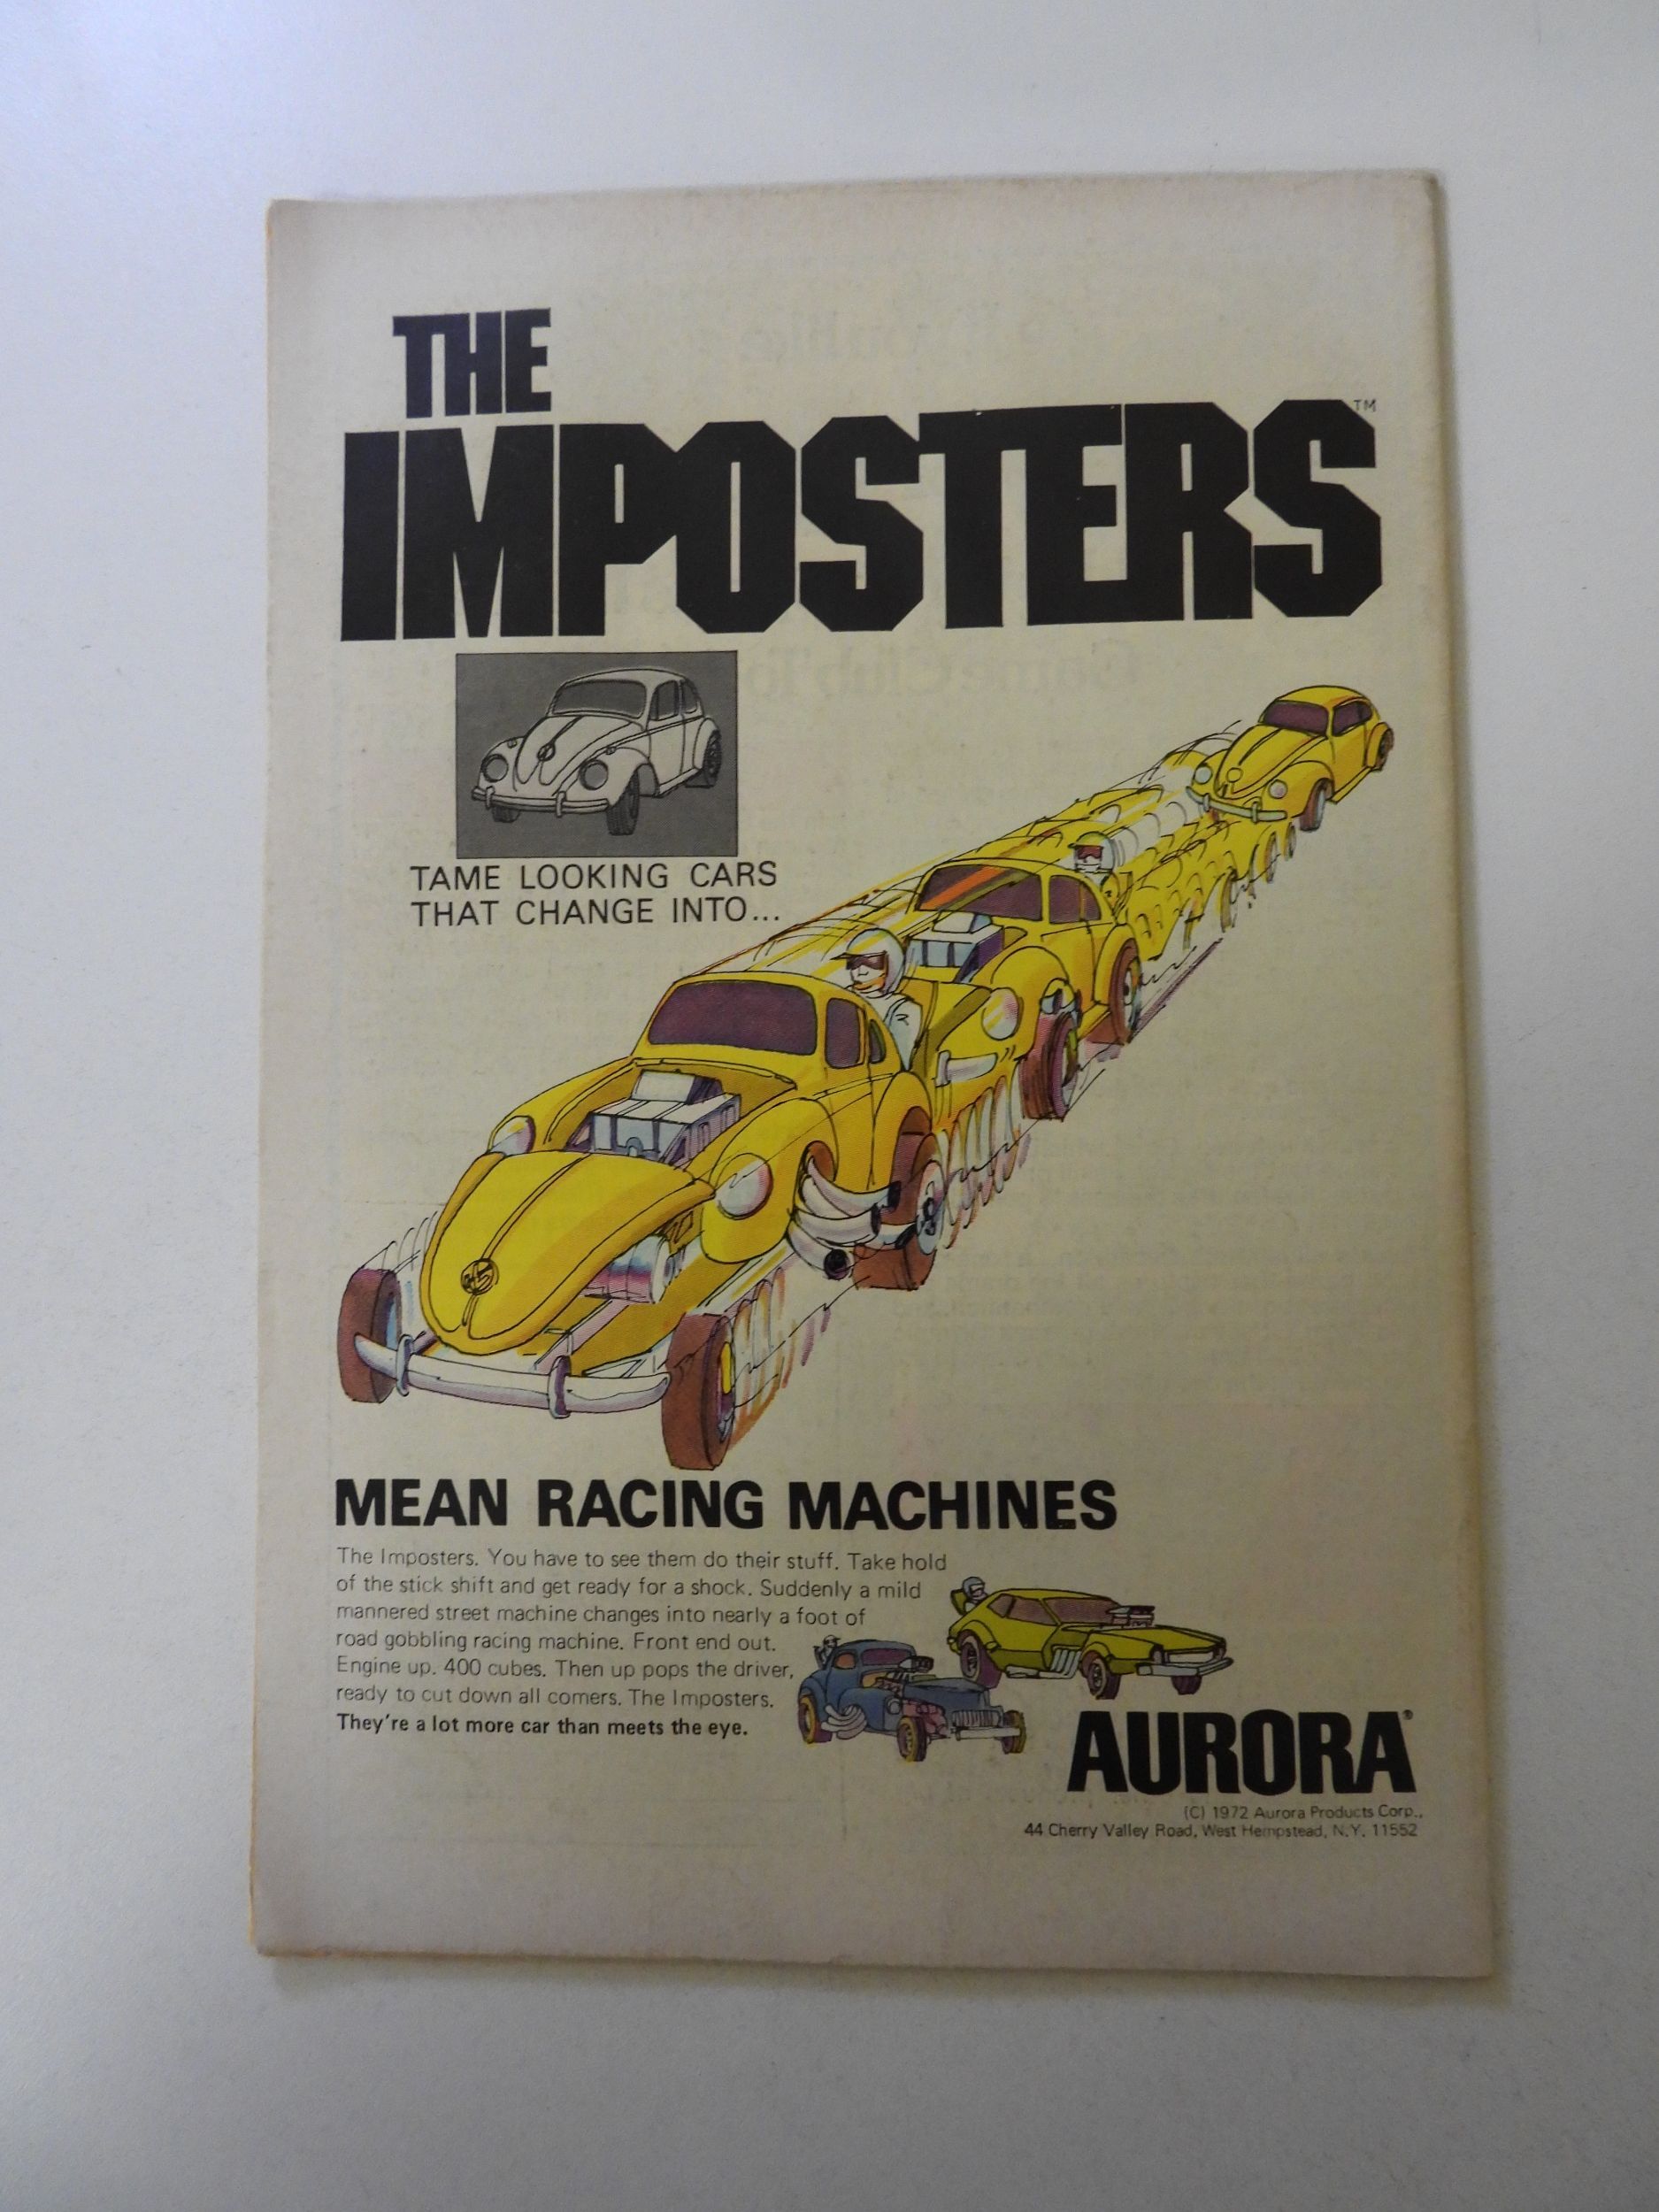 THE
IMPOSTERS™
TAME LOOKING CARS
THAT CHANGE INTO...
MEAN RACING MACHINES
The Imposters. You have to see them do their stuff. Take hold
of the stick shift and get ready for a shock. Suddenly a mild
mannered street machine changes into nearly a foot of
road gobbling racing machine. Front end out.
Engine up. 400 cubes. Then up pops the driver,
ready to cut down all comers. The Imposters.
They're a lot more car than meets the eye.
AURORA®
(C) 1972 Aurora Products Corp.,
44 Cherry Valley Road, West Hempstead, N.Y. 11552